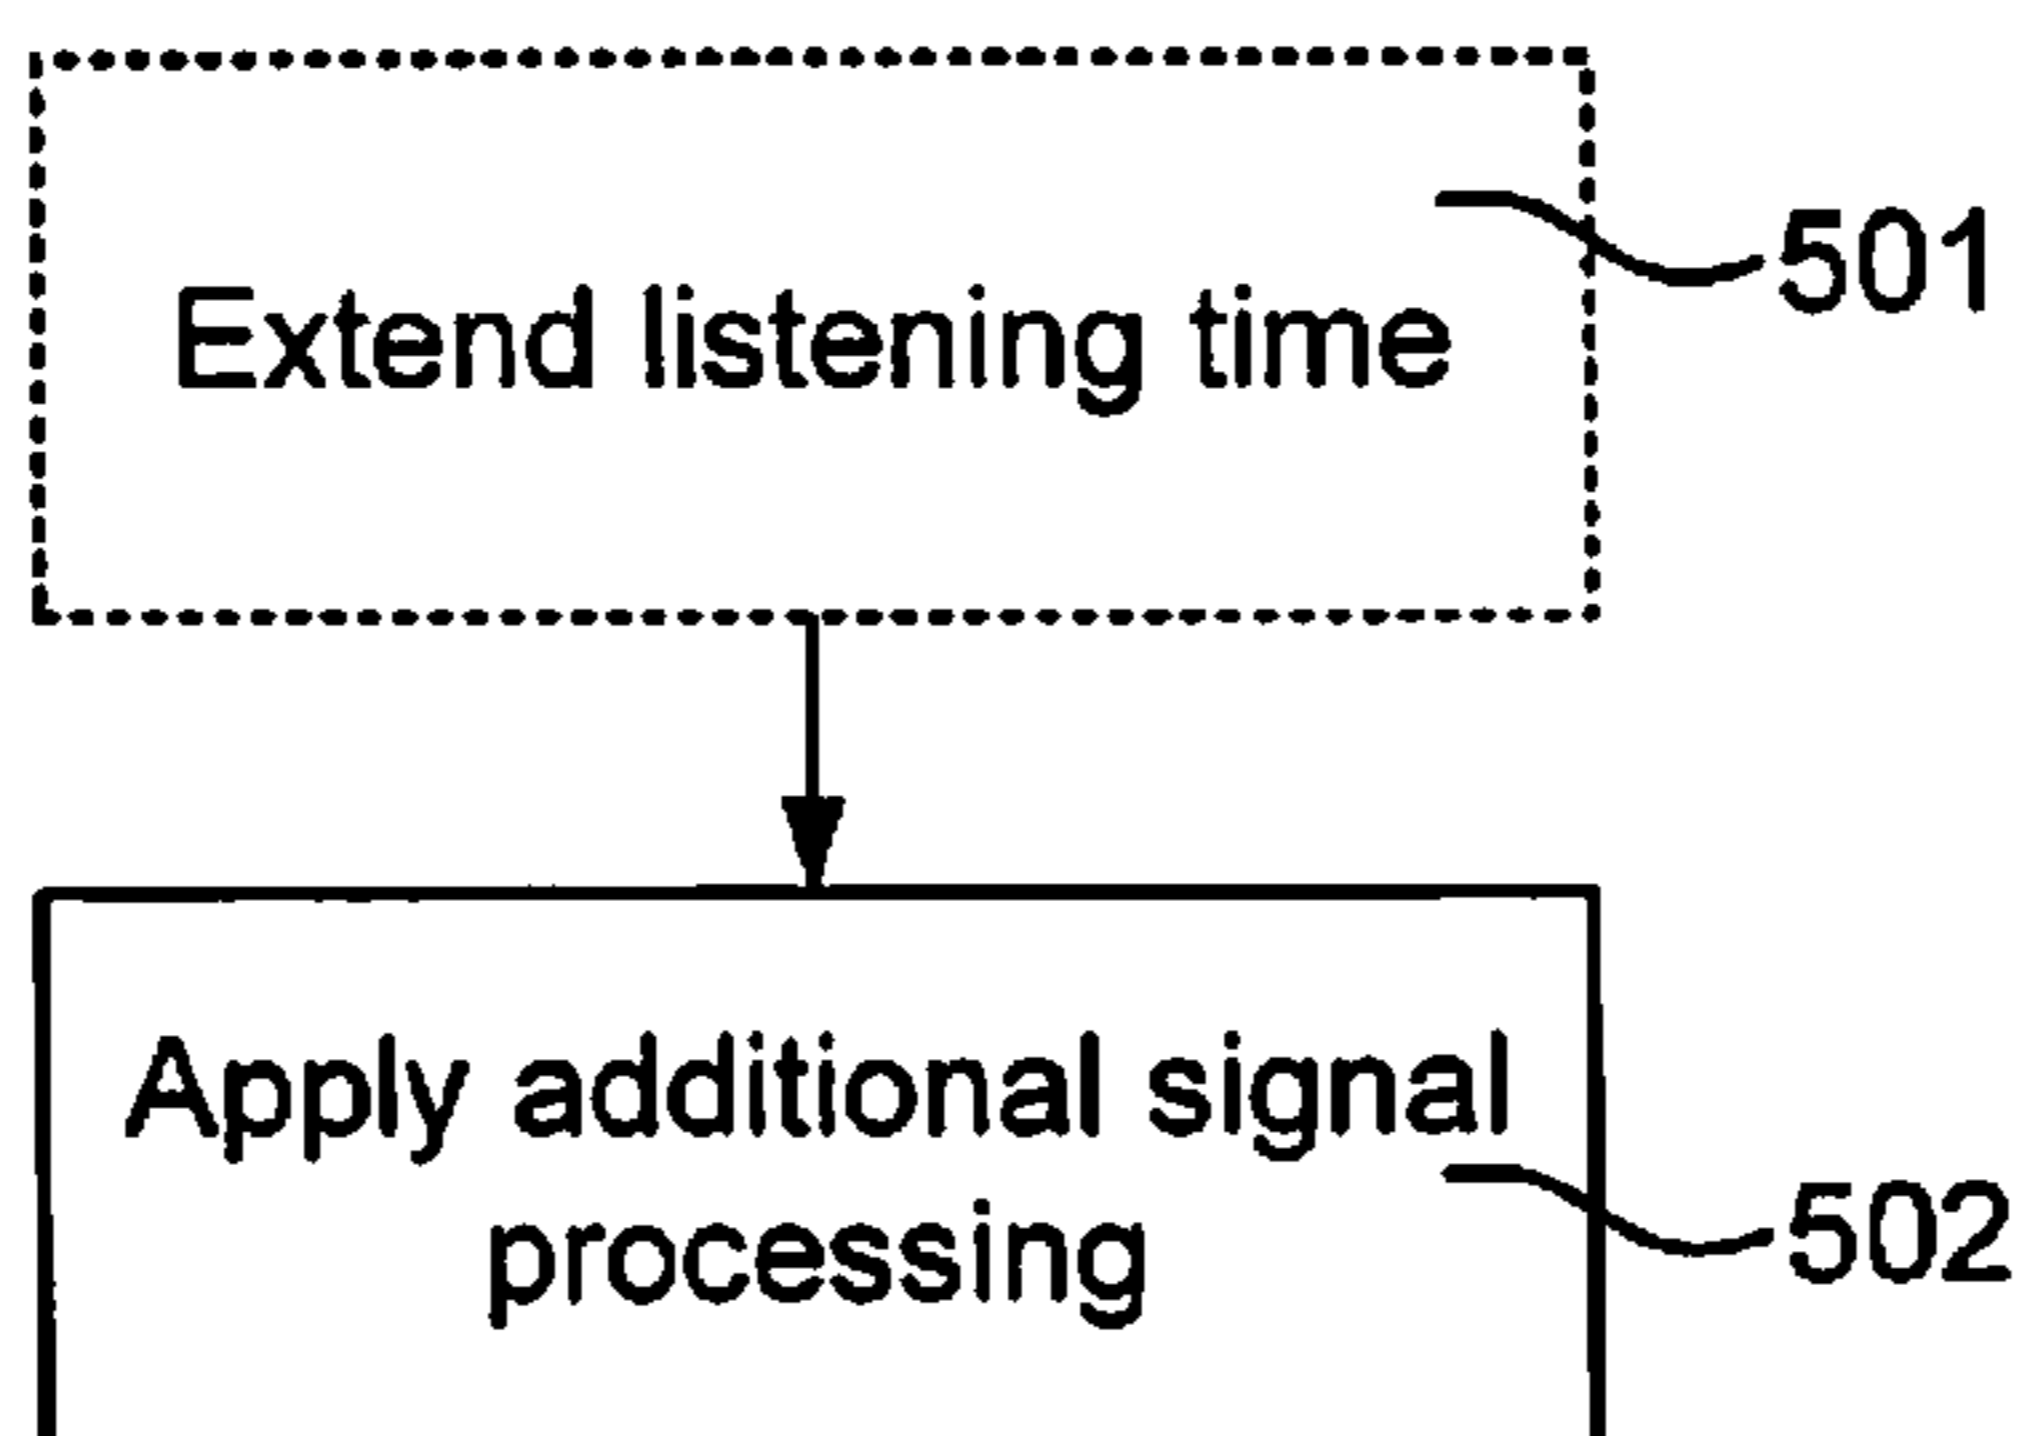 Extend listening time
501
Apply additional signal
processing
502